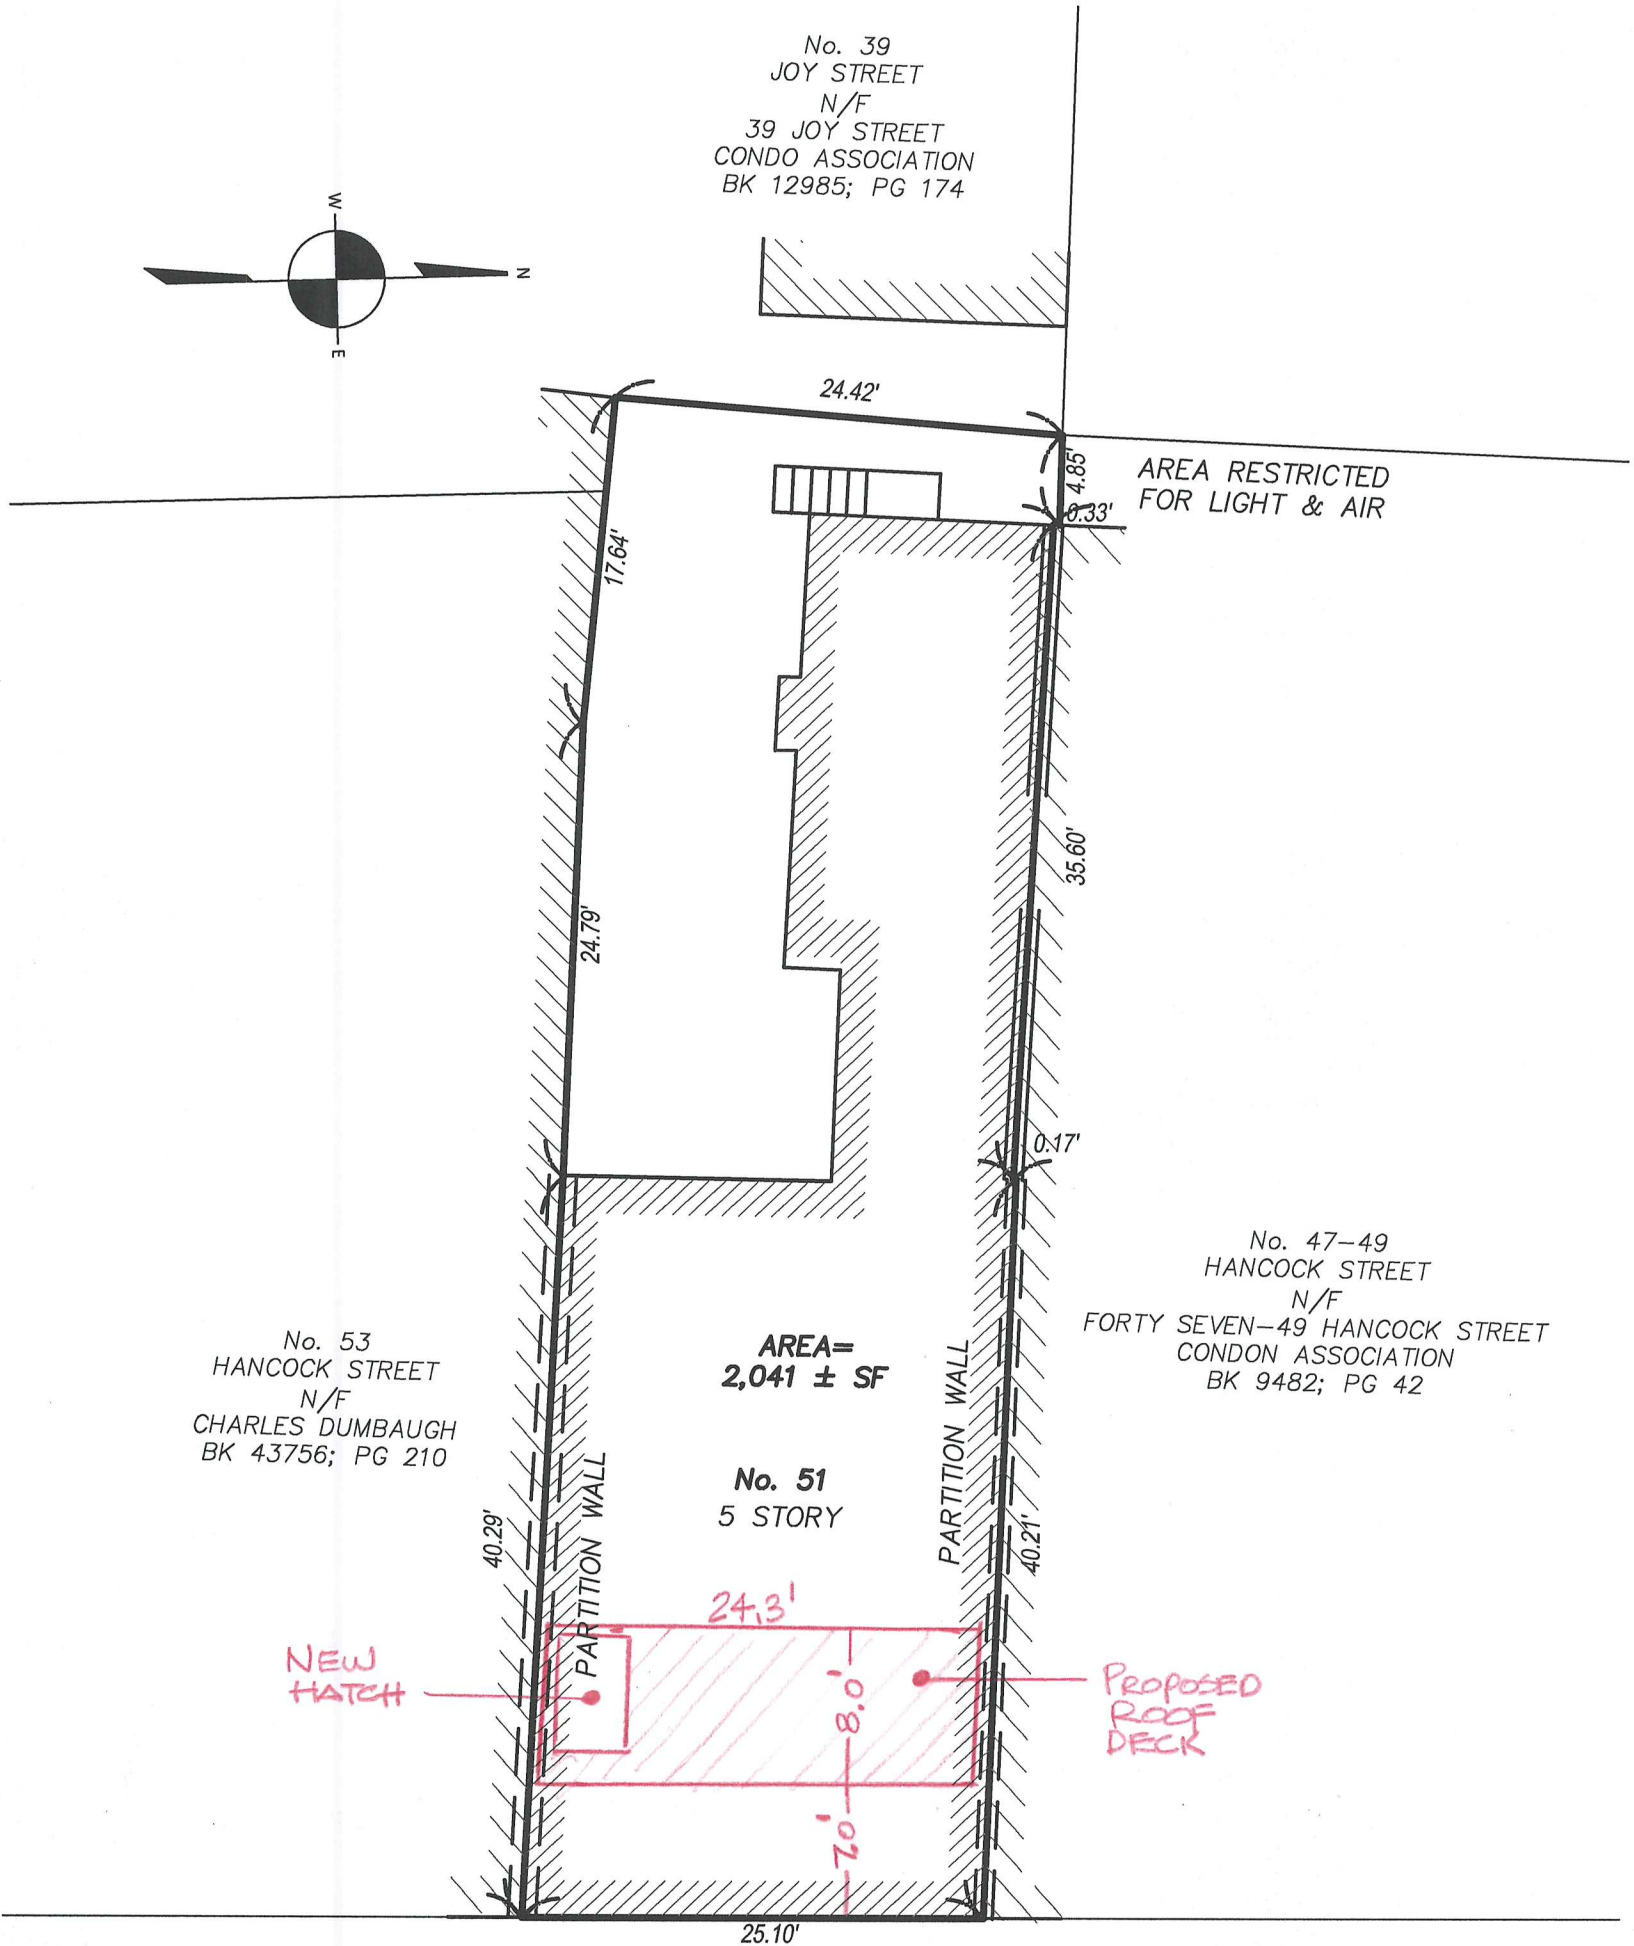 No. 39
JOY STREET
N/F
39 JOY STREET
CONDO ASSOCIATION
BK 12985; PG 174
W
N
E
24.42'
4.85'
0.33'
AREA RESTRICTED
FOR LIGHT & AIR
17.64'
35.60'
24.79'
0.17'
No. 47-49
HANCOCK STREET
N/F
FORTY SEVEN-49 HANCOCK STREET
CONDON ASSOCIATION
BK 9482; PG 42
No. 53
HANCOCK STREET
N/F
CHARLES DUMBAUGH
BK 43756; PG 210
AREA=
2,041 ± SF
No. 51
5 STORY
PARTITION WALL
PARTITION WALL
40.29'
40.21'
24.3'
NEW
HATCH
8.0'
PROPOSED
ROOF
DECK
7.0'
25.10'